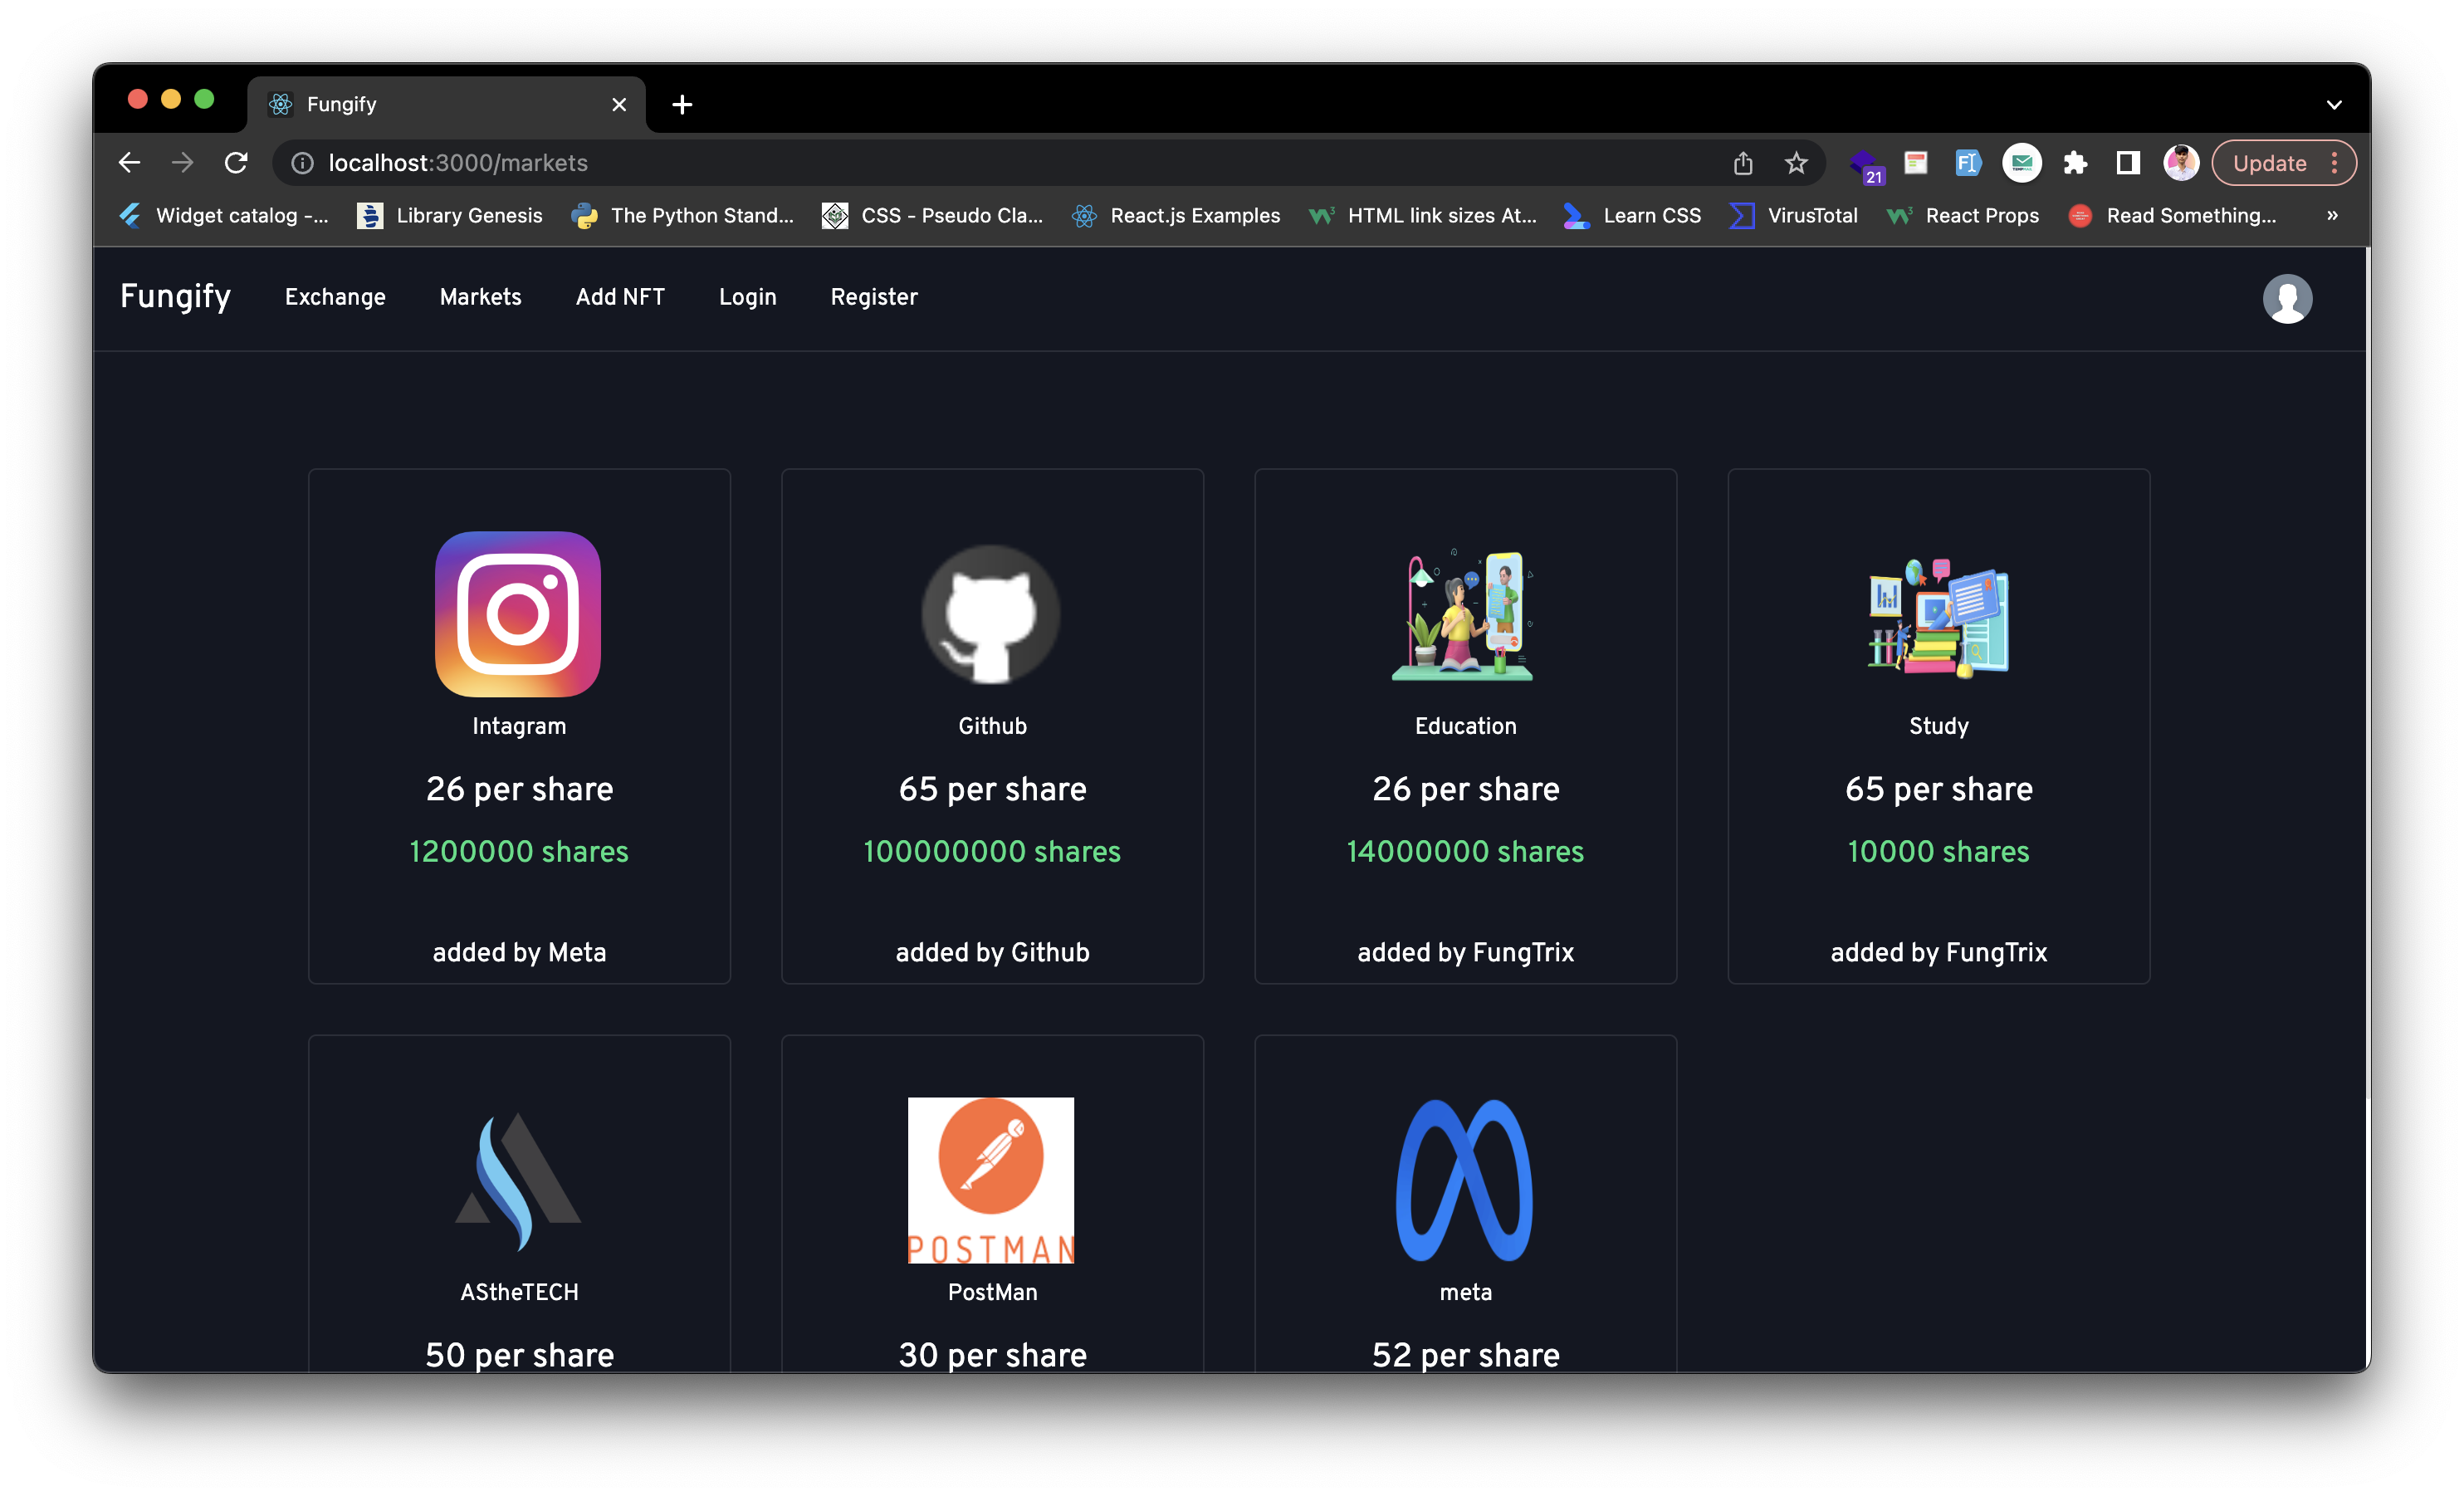 Fungify
localhost:3000/markets
21
Update
Widget catalog -...
Library Genesis
The Python Stand...
CSS - Pseudo Cla...
React.js Examples
HTML link sizes At...
Learn CSS
VirusTotal
React Props
Read Something...
»
Fungify
Exchange
Markets
Add NFT
Login
Register
Intagram
26 per share
1200000 shares
added by Meta
Github
65 per share
100000000 shares
added by Github
Education
26 per share
14000000 shares
added by FungTrix
Study
65 per share
10000 shares
added by FungTrix
AStheTECH
50 per share
POSTMAN
PostMan
30 per share
meta
52 per share